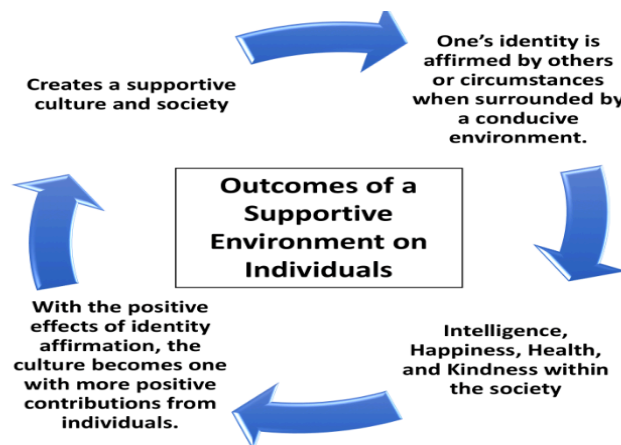 Creates a supportive
culture and society
One's identity is
affirmed by others
or circumstances
when surrounded by
a conducive
environment.
Outcomes of a
Supportive
Environment on
Individuals
Intelligence,
Happiness, Health,
and Kindness within
the society
With the positive
effects of identity
affirmation, the
culture becomes one
with more positive
contributions from
individuals.